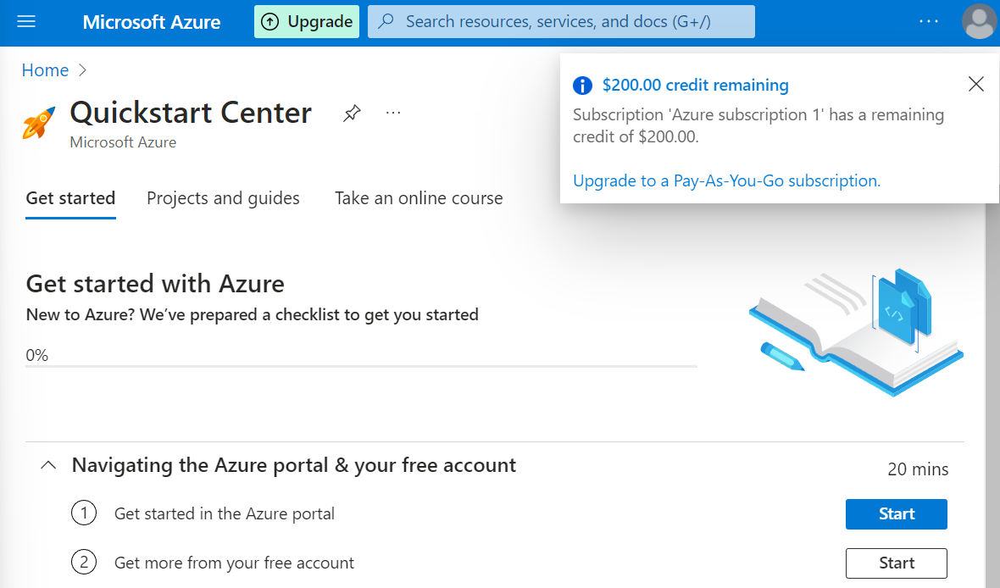 Microsoft Azure
Upgrade
Search resources, services, and docs (G+/)
Home
Quickstart Center
Microsoft Azure
$200.00 credit remaining
Subscription 'Azure subscription 1' has a remaining
credit of $200.00.
Upgrade to a Pay-As-You-Go subscription.
Get started
Projects and guides
Take an online course
Get started with Azure
New to Azure? We’ve prepared a checklist to get you started
0%
</>
Navigating the Azure portal & your free account
20 mins
1 Get started in the Azure portal
Start
2 Get more from your free account
Start